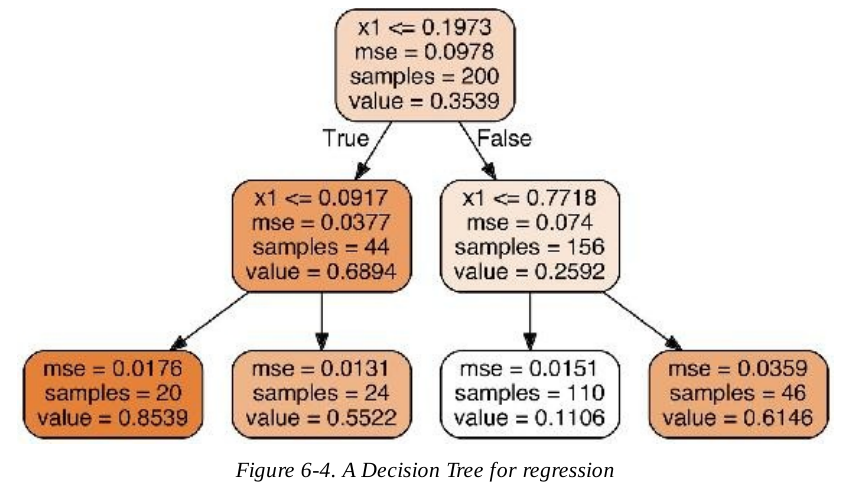 x1 <= 0.1973
mse = 0.0978
samples = 200
value = 0.3539
True
False
x1 <= 0.0917
mse = 0.0377
samples = 44
value = 0.6894
x1 <= 0.7718
mse = 0.074
samples = 156
value = 0.2592
mse = 0.0176
samples = 20
value = 0.8539
mse = 0.0131
samples = 24
value = 0.5522
mse = 0.0151
samples = 110
value = 0.1106
mse = 0.0359
samples = 46
value = 0.6146
Figure 6-4. A Decision Tree for regression